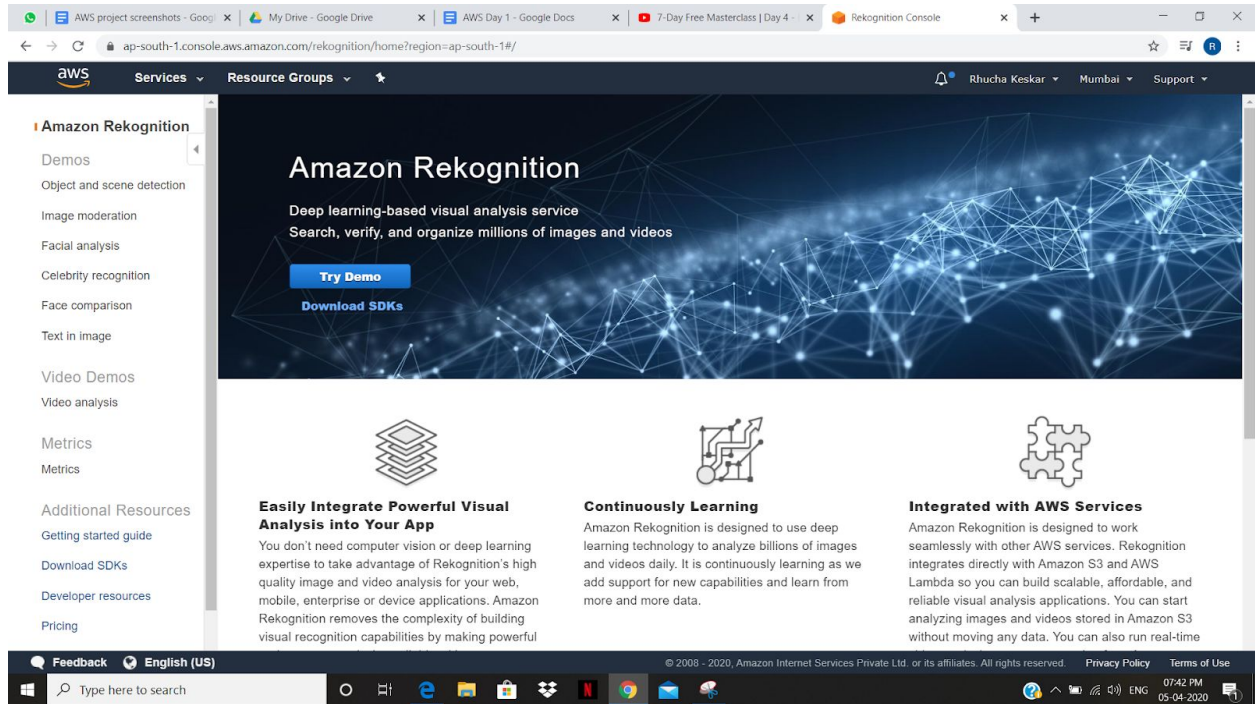 AWS project screenshots - Googl
My Drive - Google Drive
AWS Day 1 - Google Docs
7-Day Free Masterclass | Day 4 -
Rekognition Console
ap-south-1.console.aws.amazon.com/rekognition/home?region=ap-south-1#/
R
aws
Services
Resource Groups
Rhucha Keskar
Mumbai
Support
Amazon Rekognition
Demos
Object and scene detection
Image moderation
Facial analysis
Celebrity recognition
Face comparison
Text in image
Video Demos
Video analysis
Metrics
Metrics
Additional Resources
Getting started guide
Download SDKs
Developer resources
Pricing
Amazon Rekognition
Deep learning-based visual analysis service
Search, verify, and organize millions of images and videos
Try Demo
Download SDKs
Easily Integrate Powerful Visual
Analysis into Your App
You don't need computer vision or deep learning
expertise to take advantage of Rekognition's high
quality image and video analysis for your web,
mobile, enterprise or device applications. Amazon
Rekognition removes the complexity of building
visual recognition capabilities by making powerful
Continuously Learning
Amazon Rekognition is designed to use deep
learning technology to analyze billions of images
and videos daily. It is continuously learning as we
add support for new capabilities and learn from
more and more data.
Integrated with AWS Services
Amazon Rekognition is designed to work
seamlessly with other AWS services. Rekognition
integrates directly with Amazon S3 and AWS
Lambda so you can build scalable, affordable, and
reliable visual analysis applications. You can start
analyzing images and videos stored in Amazon S3
without moving any data. You can also run real-time
Feedback
English (US)
© 2008 - 2020, Amazon Internet Services Private Ltd. or its affiliates. All rights reserved.
Privacy Policy
Terms of Use
Type here to search
N
ENG
07:42 PM
05-04-2020
1